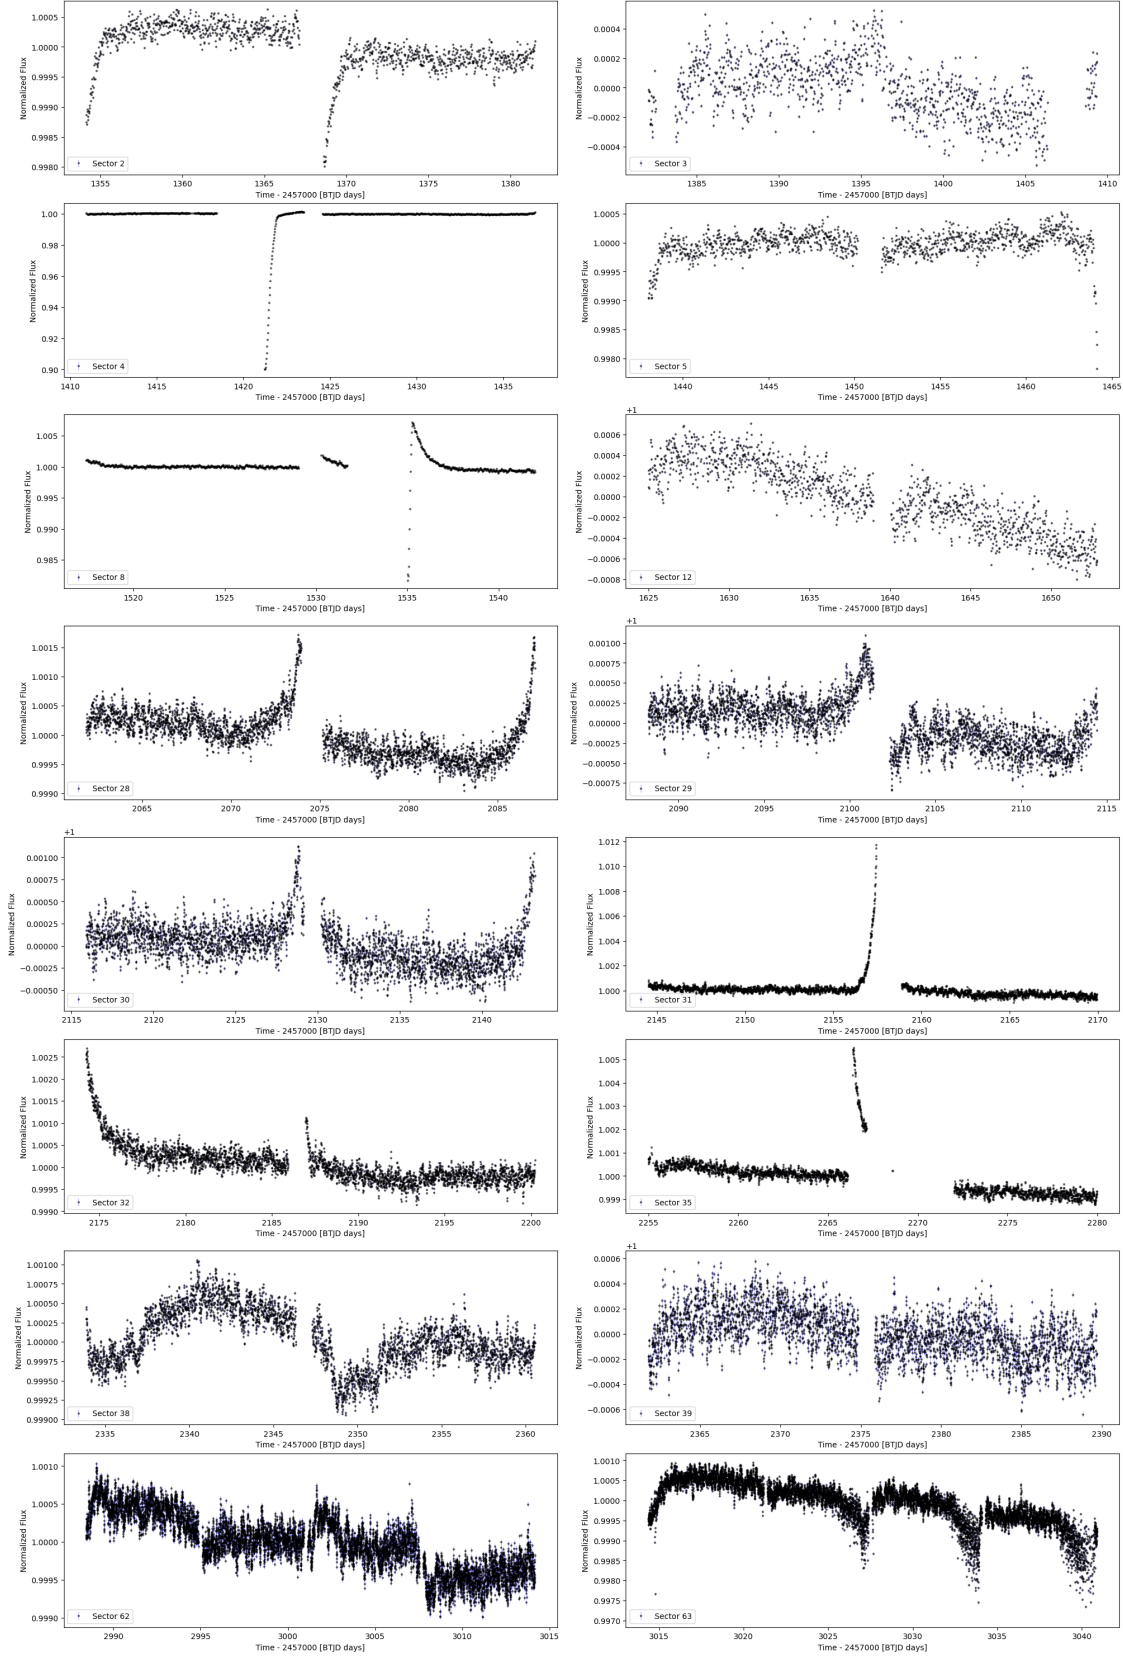 1.0005
1.0000
0.9995
0.9990
0.9985
0.9980
Normalized Flux
Sector 2
1355 1360 1365 1370 1375 1380
Time - 2457000 [BTJD days]
0.0004
0.0002
0.0000
−0.0002
−0.0004
Normalized Flux
Sector 3
1385 1390 1395 1400 1405 1410
Time - 2457000 [BTJD days]
1.00
0.98
0.96
0.94
0.92
0.90
Normalized Flux
Sector 4
1410 1415 1420 1425 1430 1435
Time - 2457000 [BTJD days]
1.0005
1.0000
0.9995
0.9990
0.9985
0.9980
Normalized Flux
Sector 5
1440 1445 1450 1455 1460 1465
Time - 2457000 [BTJD days]
1.005
1.000
0.995
0.990
0.985
Normalized Flux
Sector 8
1520 1525 1530 1535 1540
Time - 2457000 [BTJD days]
+1
0.0006
0.0004
0.0002
0.0000
−0.0002
−0.0004
−0.0006
−0.0008
Normalized Flux
Sector 12
1625 1630 1635 1640 1645 1650
Time - 2457000 [BTJD days]
1.0015
1.0010
1.0005
1.0000
0.9995
0.9990
Normalized Flux
Sector 28
2065 2070 2075 2080 2085
Time - 2457000 [BTJD days]
+1
0.00100
0.00075
0.00050
0.00025
0.00000
−0.00025
−0.00050
−0.00075
Normalized Flux
Sector 29
2090 2095 2100 2105 2110 2115
Time - 2457000 [BTJD days]
+1
0.00100
0.00075
0.00050
0.00025
0.00000
−0.00025
−0.00050
Normalized Flux
Sector 30
2115 2120 2125 2130 2135 2140
Time - 2457000 [BTJD days]
1.012
1.010
1.008
1.006
1.004
1.002
1.000
Normalized Flux
Sector 31
2145 2150 2155 2160 2165 2170
Time - 2457000 [BTJD days]
1.0025
1.0020
1.0015
1.0010
1.0005
1.0000
0.9995
0.9990
Normalized Flux
Sector 32
2175 2180 2185 2190 2195 2200
Time - 2457000 [BTJD days]
1.005
1.004
1.003
1.002
1.001
1.000
0.999
Normalized Flux
Sector 35
2255 2260 2265 2270 2275 2280
Time - 2457000 [BTJD days]
1.00100
1.00075
1.00050
1.00025
1.00000
0.99975
0.99950
0.99925
0.99900
Normalized Flux
Sector 38
2335 2340 2345 2350 2355 2360
Time - 2457000 [BTJD days]
+1
0.0006
0.0004
0.0002
0.0000
−0.0002
−0.0004
−0.0006
Normalized Flux
Sector 39
2365 2370 2375 2380 2385 2390
Time - 2457000 [BTJD days]
1.0010
1.0005
1.0000
0.9995
0.9990
Normalized Flux
Sector 62
2990 2995 3000 3005 3010 3015
Time - 2457000 [BTJD days]
1.0010
1.0005
1.0000
0.9995
0.9990
0.9985
0.9980
0.9975
0.9970
Normalized Flux
Sector 63
3015 3020 3025 3030 3035 3040
Time - 2457000 [BTJD days]